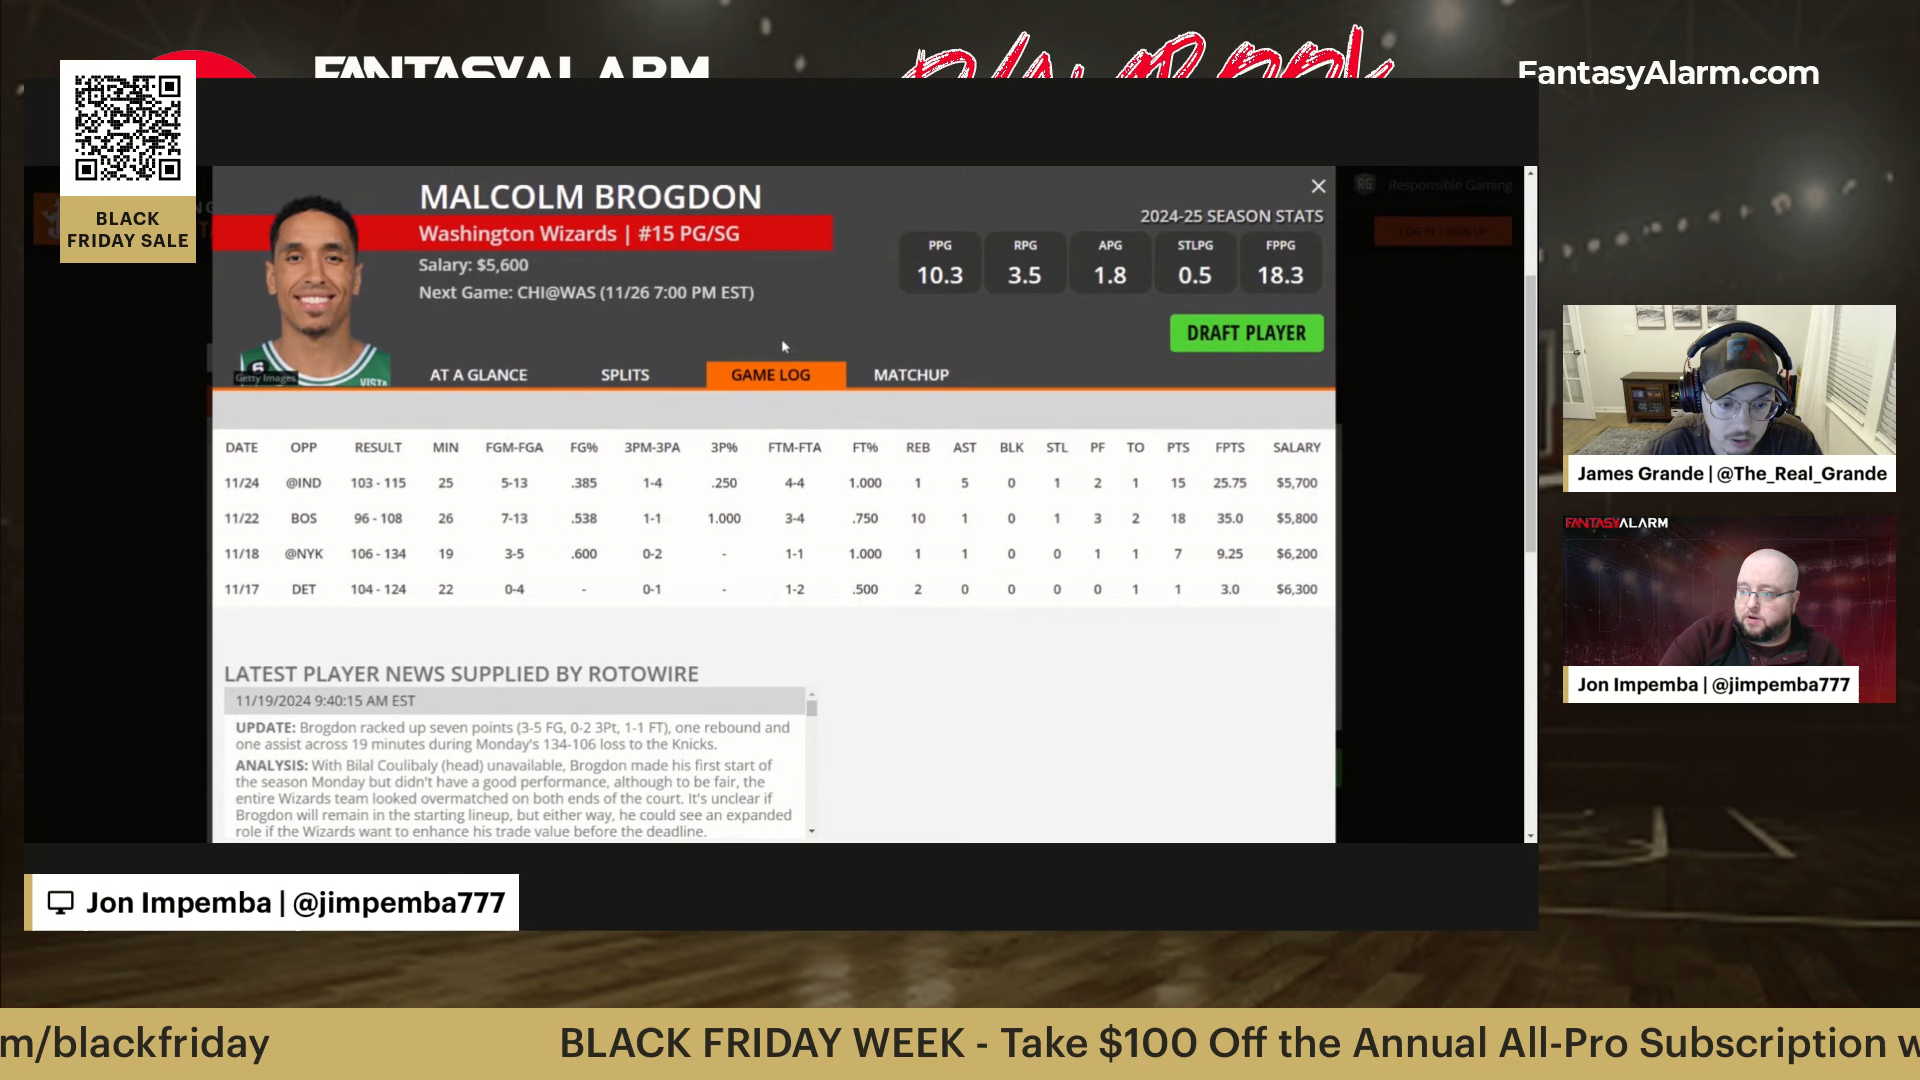 FANTASYALARM
PLAYBOOK
FantasyAlarm.com
BLACK
FRIDAY SALE
MALCOLM BROGDON
Washington Wizards | #15 PG/SG
Salary: $5,600
Next Game: CHI@WAS (11/26 7:00 PM EST)
Getty Images
VISTA
Responsible Gaming
LOG IN | SIGN UP
2024-25 SEASON STATS
PPG RPG APG STLPG FPPG
10.3 3.5 1.8 0.5 18.3
DRAFT PLAYER
AT A GLANCE SPLITS GAME LOG MATCHUP
DATE OPP RESULT MIN FGM-FGA FG% 3PM-3PA 3P% FTM-FTA FT% REB AST BLK STL PF TO PTS FPTS SALARY
11/24 @IND 103 - 115 25 5-13 .385 1-4 .250 4-4 1.000 1 5 0 1 2 1 15 25.75 $5,700
11/22 BOS 96 - 108 26 7-13 .538 1-1 1.000 3-4 .750 10 1 0 1 3 2 18 35.0 $5,800
11/18 @NYK 106 - 134 19 3-5 .600 0-2 - 1-1 1.000 1 1 0 0 1 1 7 9.25 $6,200
11/17 DET 104 - 124 22 0-4 - 0-1 - 1-2 .500 2 0 0 0 0 1 1 3.0 $6,300
LATEST PLAYER NEWS SUPPLIED BY ROTOWIRE
11/19/2024 9:40:15 AM EST
UPDATE: Brogdon racked up seven points (3-5 FG, 0-2 3Pt, 1-1 FT), one rebound and
one assist across 19 minutes during Monday's 134-106 loss to the Knicks.
ANALYSIS: With Bilal Coulibaly (head) unavailable, Brogdon made his first start of
the season Monday but didn't have a good performance, although to be fair, the
entire Wizards team looked overmatched on both ends of the court. It's unclear if
Brogdon will remain in the starting lineup, but either way, he could see an expanded
role if the Wizards want to enhance his trade value before the deadline.
James Grande | @The_Real_Grande
FANTASYALARM
Jon Impemba | @jimpemba777
Jon Impemba | @jimpemba777
m/blackfriday BLACK FRIDAY WEEK - Take $100 Off the Annual All-Pro Subscription w